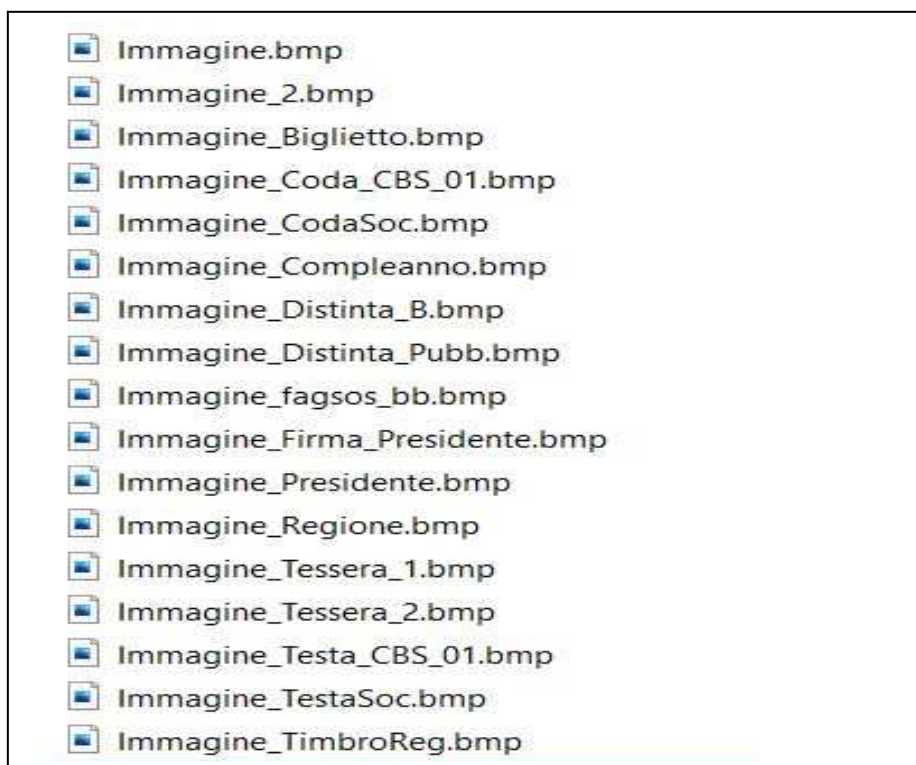 Immagine.bmp
Immagine_2.bmp
Immagine_Biglietto.bmp
Immagine_Coda_CBS_01.bmp
Immagine_CodaSoc.bmp
Immagine_Compleanno.bmp
Immagine_Distinta_B.bmp
Immagine_Distinta_Pubb.bmp
Immagine_fagsos_bb.bmp
Immagine_Firma_Presidente.bmp
Immagine_Presidente.bmp
Immagine_Regione.bmp
Immagine_Tessera_1.bmp
Immagine_Tessera_2.bmp
Immagine_Testa_CBS_01.bmp
Immagine_TestaSoc.bmp
Immagine_TimbroReg.bmp